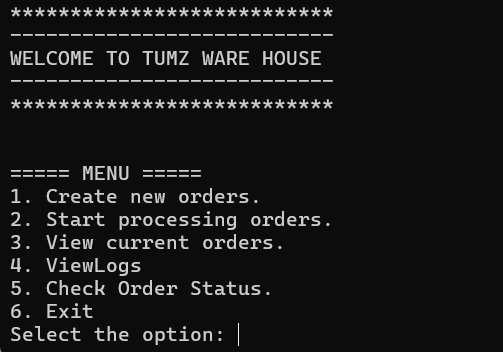 ***************************
---------------------------
WELCOME TO TUMZ WARE HOUSE
---------------------------
***************************
===== MENU =====
1. Create new orders.
2. Start processing orders.
3. View current orders.
4. ViewLogs
5. Check Order Status.
6. Exit
Select the option: